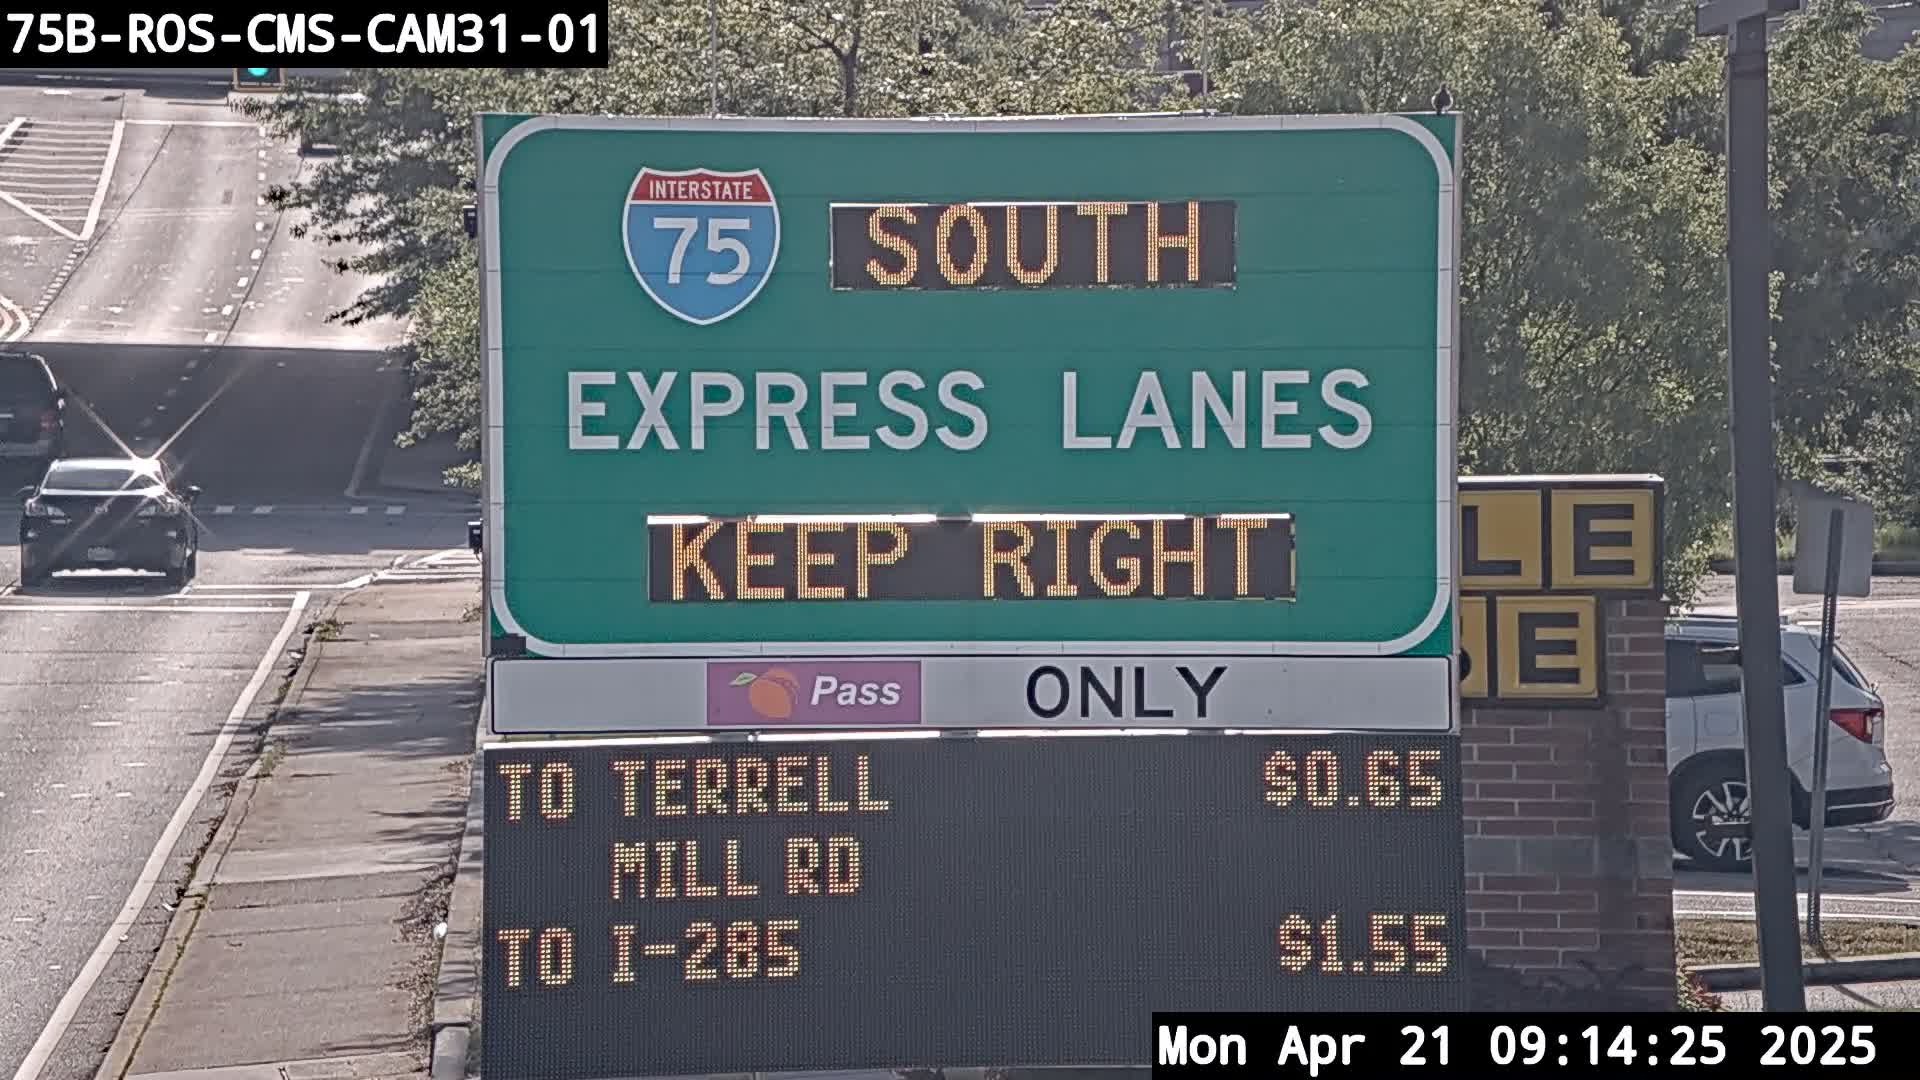 75B-ROS-CMS-CAM31-01
INTERSTATE
75
SOUTH
EXPRESS LANES
KEEP RIGHT
Pass ONLY
TO TERRELL $0.65
MILL RD
TO I-285 $1.55
LE
E
Mon Apr 21 09:14:25 2025